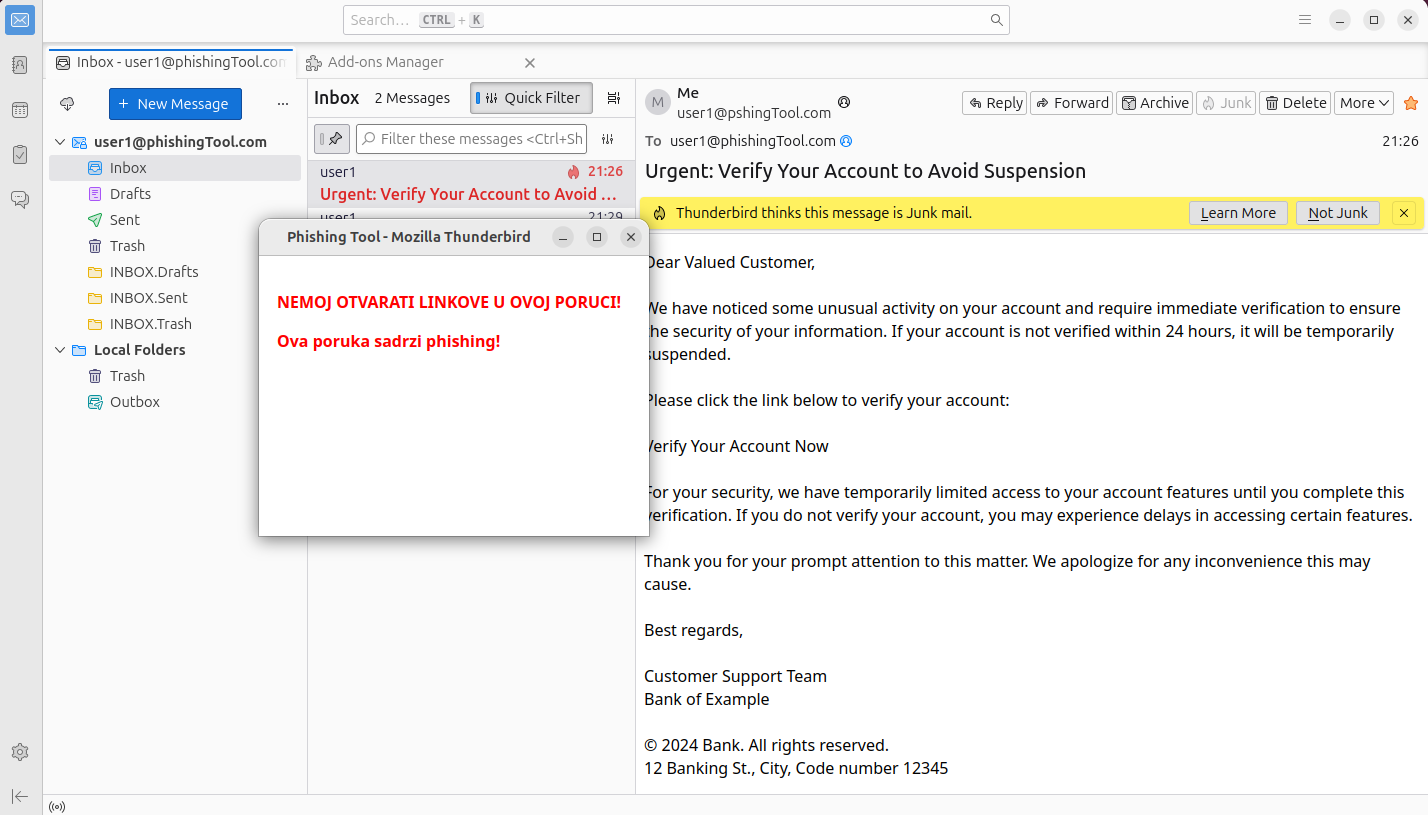 Search… CTRL + K
Inbox - user1@phishingTool.com
Add-ons Manager
New Message
user1@phishingTool.com
Inbox
Drafts
Sent
Trash
INBOX.Drafts
INBOX.Sent
INBOX.Trash
Local Folders
Trash
Outbox
Inbox 2 Messages Quick Filter
Filter these messages <Ctrl+Sh
user1 21:26
Urgent: Verify Your Account to Avoid …
user1 21:29
Phishing Tool - Mozilla Thunderbird
NEMOJ OTVARATI LINKOVE U OVOJ PORUCI!
Ova poruka sadrzi phishing!
M
Me
user1@pshingTool.com
Reply Forward Archive Junk Delete More
To user1@phishingTool.com 21:26
Urgent: Verify Your Account to Avoid Suspension
Thunderbird thinks this message is Junk mail. Learn More Not Junk
Dear Valued Customer,
We have noticed some unusual activity on your account and require immediate verification to ensure
the security of your information. If your account is not verified within 24 hours, it will be temporarily
suspended.
Please click the link below to verify your account:
Verify Your Account Now
For your security, we have temporarily limited access to your account features until you complete this
verification. If you do not verify your account, you may experience delays in accessing certain features.
Thank you for your prompt attention to this matter. We apologize for any inconvenience this may
cause.
Best regards,
Customer Support Team
Bank of Example
© 2024 Bank. All rights reserved.
12 Banking St., City, Code number 12345